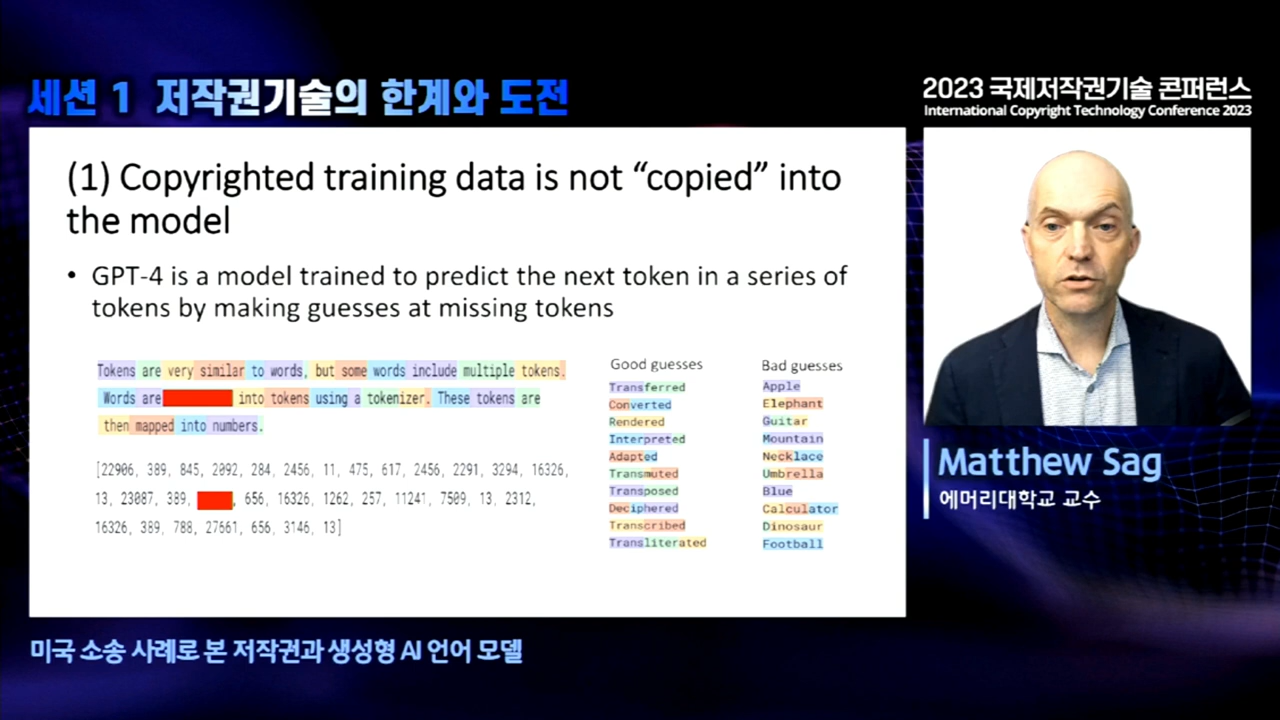 세션 1 저작권기술의 한계와 도전
2023 국제저작권기술 콘퍼런스
International Copyright Technology Conference 2023
(1) Copyrighted training data is not “copied” into
the model
• GPT-4 is a model trained to predict the next token in a series of
tokens by making guesses at missing tokens
Tokens are very similar to words, but some words include multiple tokens.
Words are into tokens using a tokenizer. These tokens are
then mapped into numbers.
[22906, 389, 845, 2092, 284, 2456, 11, 475, 617, 2456, 2291, 3294, 16326,
13, 23087, 389, , 656, 16326, 1262, 257, 11241, 7509, 13, 2312,
16326, 389, 788, 27661, 656, 3146, 13]
Good guesses
Transferred
Converted
Rendered
Interpreted
Adapted
Transmuted
Transposed
Deciphered
Transcribed
Transliterated
Bad guesses
Apple
Elephant
Guitar
Mountain
Necklace
Umbrella
Blue
Calculator
Dinosaur
Football
Matthew Sag
에머리대학교 교수
미국 소송 사례로 본 저작권과 생성형 AI 언어 모델